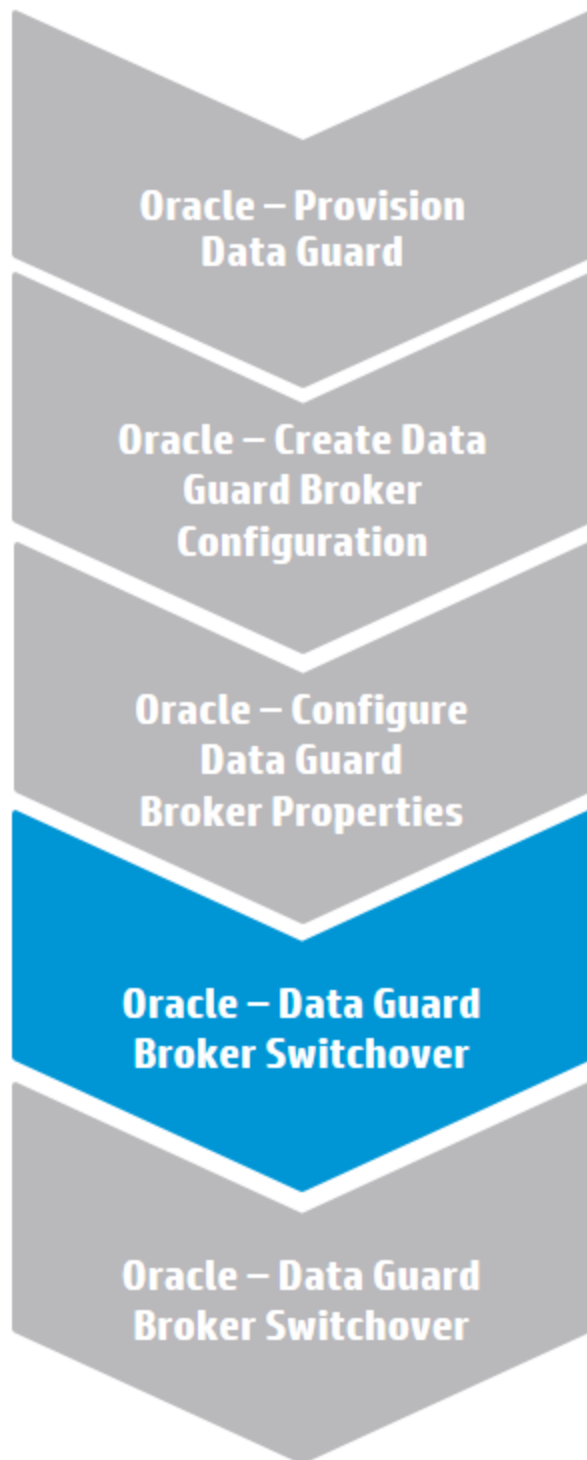 Oracle – Provision
Data Guard
Oracle – Create Data
Guard Broker
Configuration
Oracle – Configure
Data Guard
Broker Properties
Oracle – Data Guard
Broker Switchover
Oracle – Data Guard
Broker Switchover